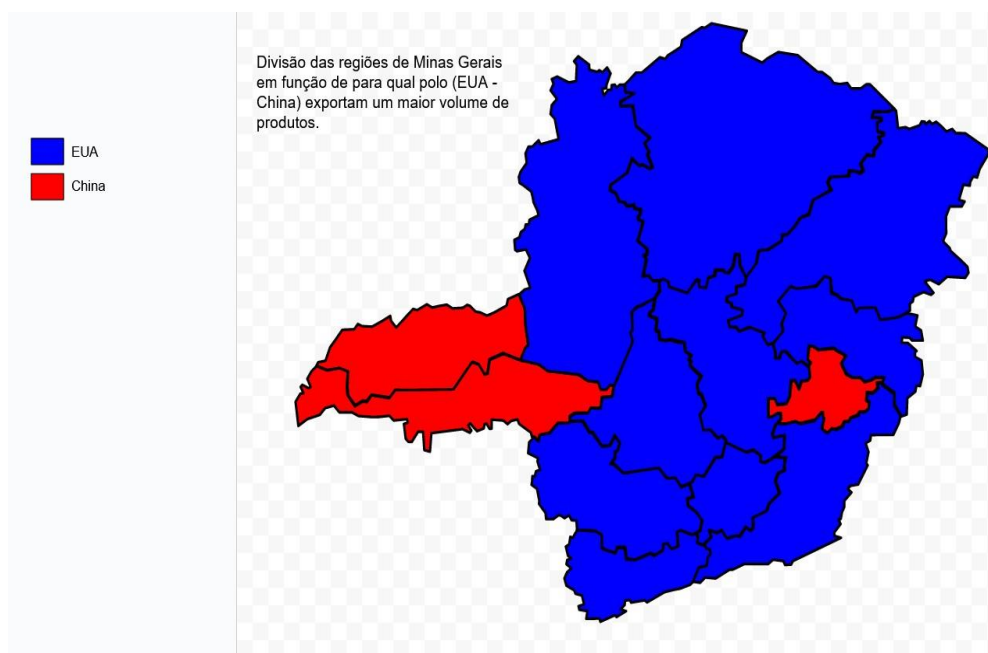 Divisão das regiões de Minas Gerais
em função de para qual polo (EUA -
China) exportam um maior volume de
produtos.
EUA
China